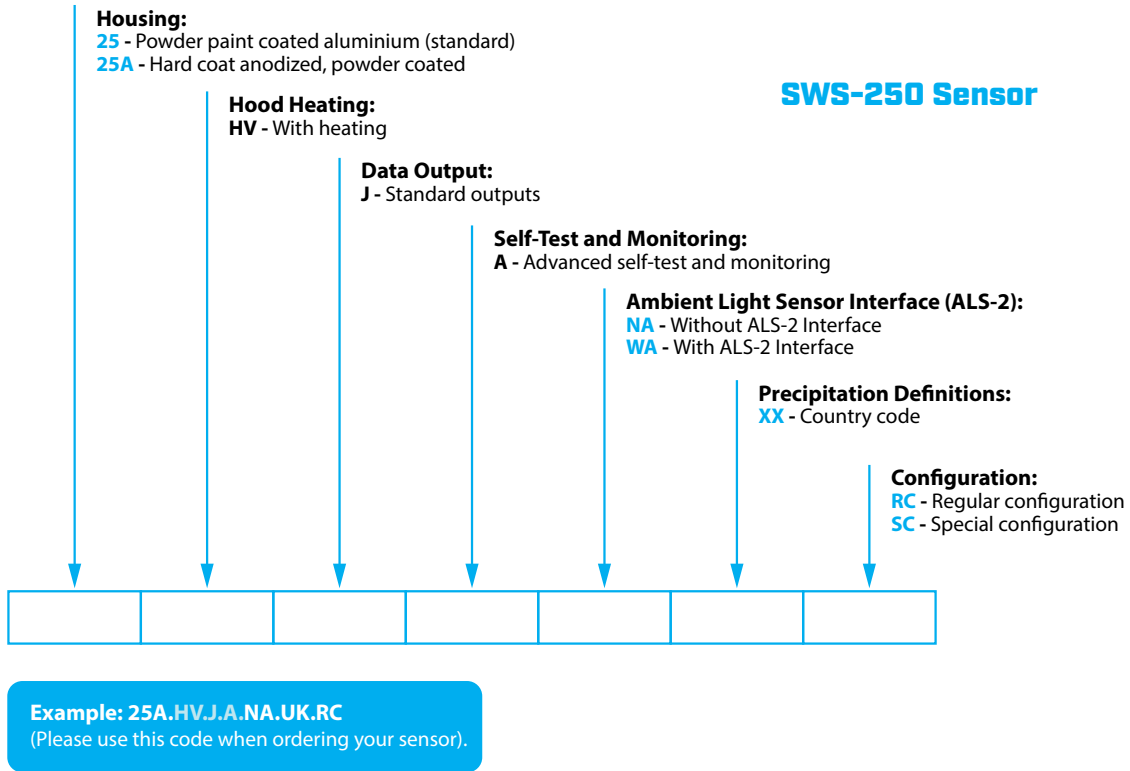 Housing:
25 - Powder paint coated aluminium (standard)
25A - Hard coat anodized, powder coated
SWS-250 Sensor
Hood Heating:
HV - With heating
Data Output:
J - Standard outputs
Self-Test and Monitoring:
A - Advanced self-test and monitoring
Ambient Light Sensor Interface (ALS-2):
NA - Without ALS-2 Interface
WA - With ALS-2 Interface
Precipitation Definitions:
XX - Country code
Configuration:
RC - Regular configuration
SC - Special configuration
Example: 25A.HV.J.A.NA.UK.RC
(Please use this code when ordering your sensor).